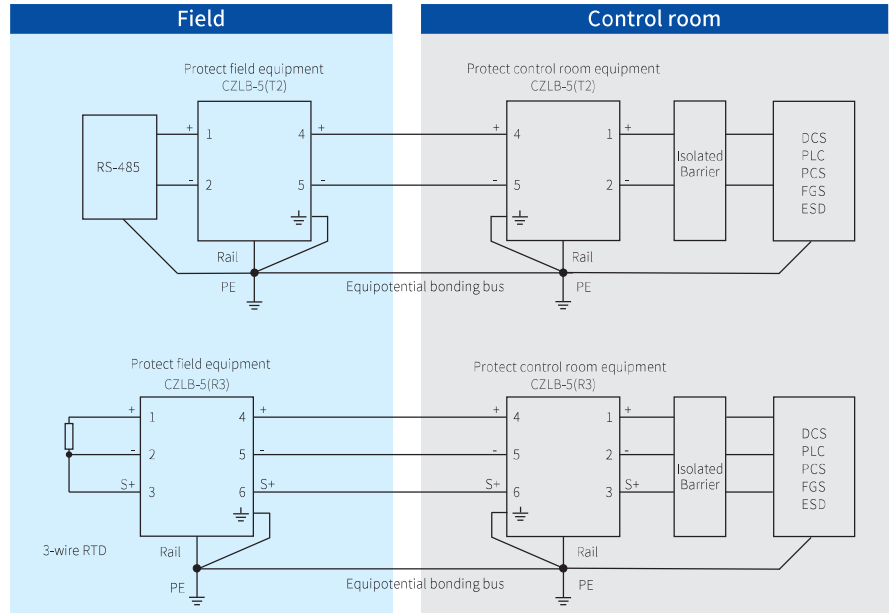 Field
Control room
Protect field equipment
CZLB-5(T2)
Protect control room equipment
CZLB-5(T2)
RS-485
+ 1 4 + + 4 1 +
- 2 5 - - 5 2 -
Isolated
Barrier
DCS
PLC
PCS
FGS
ESD
Rail
Rail
PE
Equipotential bonding bus
PE
Protect field equipment
CZLB-5(R3)
Protect control room equipment
CZLB-5(R3)
+ 1 4 + + 4 1 +
- 2 5 - - 5 2 -
S+ 3 6 S+ S+ 6 3 S+
Isolated
Barrier
DCS
PLC
PCS
FGS
ESD
3-wire RTD
Rail
Rail
PE
Equipotential bonding bus
PE